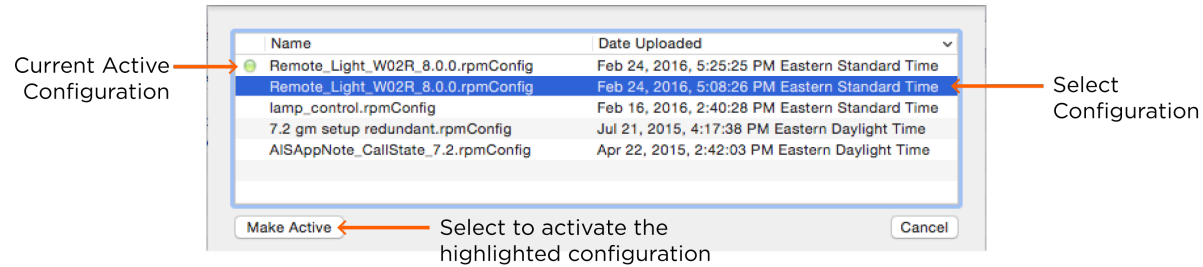 Name Date Uploaded
Current Active Configuration
Remote_Light_W02R_8.0.0.rpmConfig Feb 24, 2016, 5:25:25 PM Eastern Standard Time
Remote_Light_W02R_8.0.0.rpmConfig Feb 24, 2016, 5:08:26 PM Eastern Standard Time
Select Configuration
lamp_control.rpmConfig Feb 16, 2016, 2:40:28 PM Eastern Standard Time
7.2 gm setup redundant.rpmConfig Jul 21, 2015, 4:17:38 PM Eastern Daylight Time
AISAppNote_CallState_7.2.rpmConfig Apr 22, 2015, 2:42:03 PM Eastern Daylight Time
Make Active
Select to activate the
highlighted configuration
Cancel